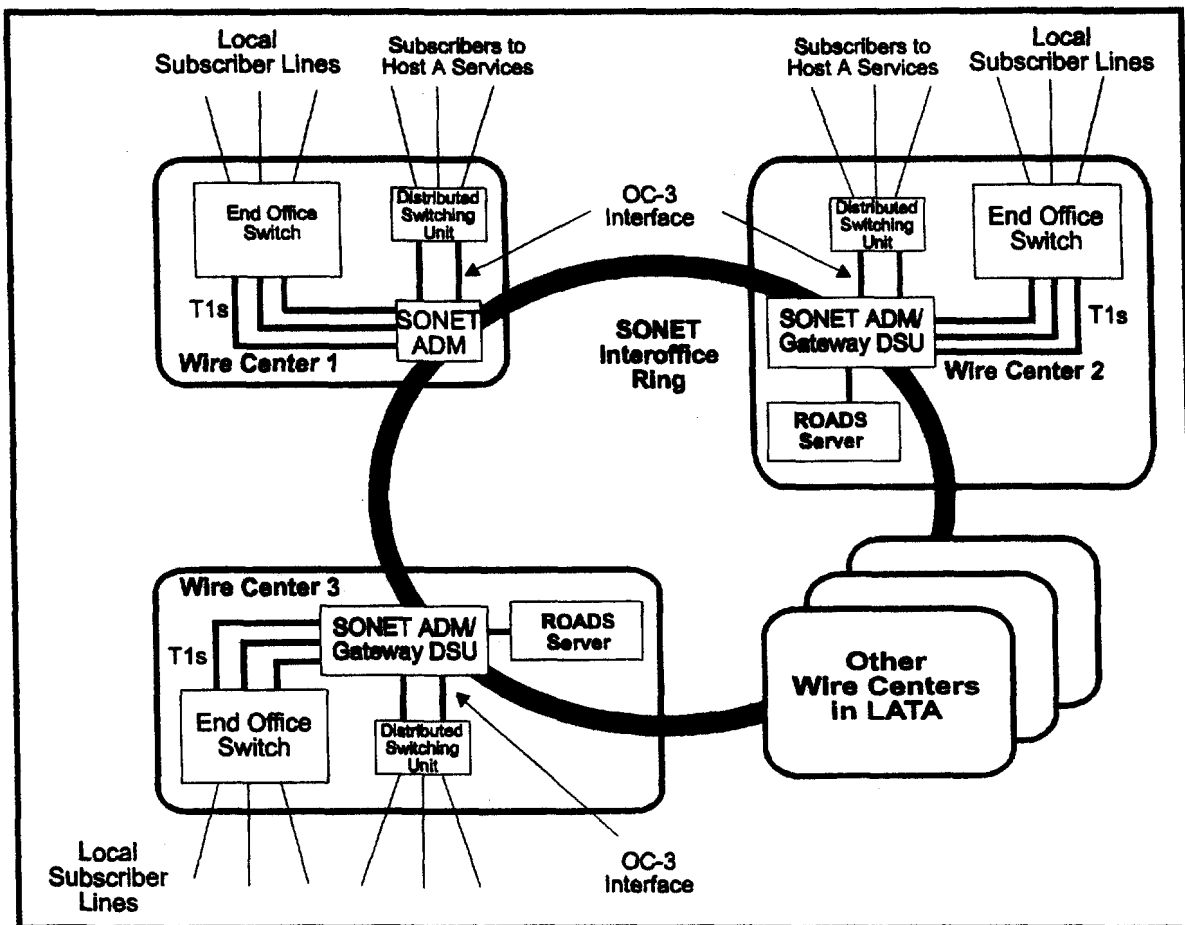 Local
Subscriber Lines
Subscribers to
Host A Services
Subscribers to
Host A Services
Local
Subscriber Lines
End Office
Switch
Distributed
Switching
Unit
OC-3
Interface
Distributed
Switching
Unit
End Office
Switch
T1s
SONET
ADM
Wire Center 1
SONET
Interoffice
Ring
SONET ADM/
Gateway DSU
T1s
Wire Center 2
ROADS
Server
Wire Center 3
SONET ADM/
Gateway DSU
ROADS
Server
T1s
End Office
Switch
Distributed
Switching
Unit
Other
Wire Centers
in LATA
Local
Subscriber
Lines
OC-3
Interface